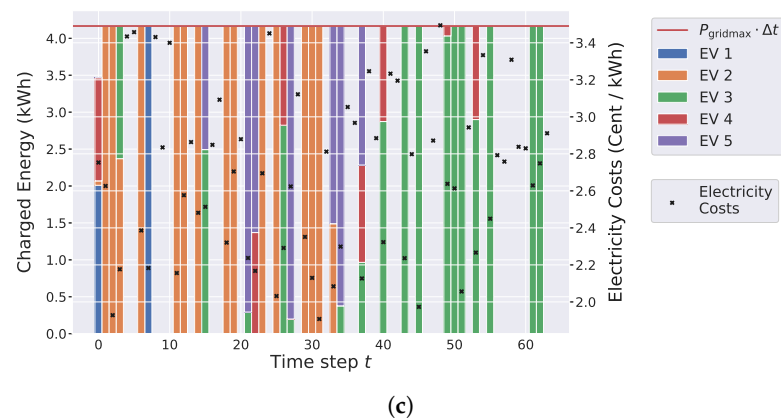 Charged Energy (kWh)
4.0
3.5
3.0
2.5
2.0
1.5
1.0
0.5
0.0
0
10
20
30
40
50
60
Time step t
3.4
3.2
3.0
2.8
2.6
2.4
2.2
2.0
Electricity Costs (Cent / kWh)
P_gridmax · Δt
EV 1
EV 2
EV 3
EV 4
EV 5
Electricity
Costs
(c)